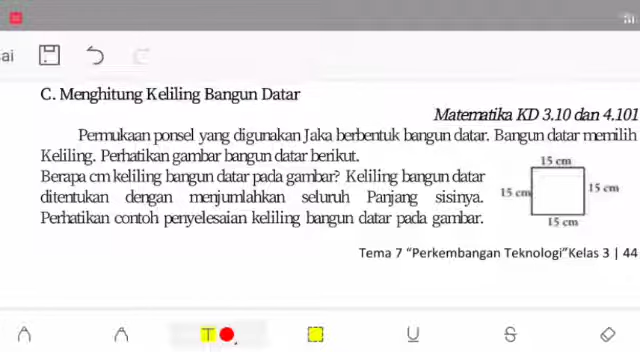 ai
C. Menghitung Keliling Bangun Datar
Matematika KD 3.10 dan 4.101
Permukaan ponsel yang digunakan Jaka berbentuk bangun datar. Bangun datar memilih
Keliling. Perhatikan gambar bangun datar berikut.
Berapa cm keliling bangun datar pada gambar? Keliling bangun datar
ditentukan dengan menjumlahkan seluruh Panjang sisinya.
Perhatikan contoh penyelesaian keliling bangun datar pada gambar.
15 cm
15 cm
15 cm
15 cm
Tema 7 "Perkembangan Teknologi"Kelas 3 | 44
T
U
S